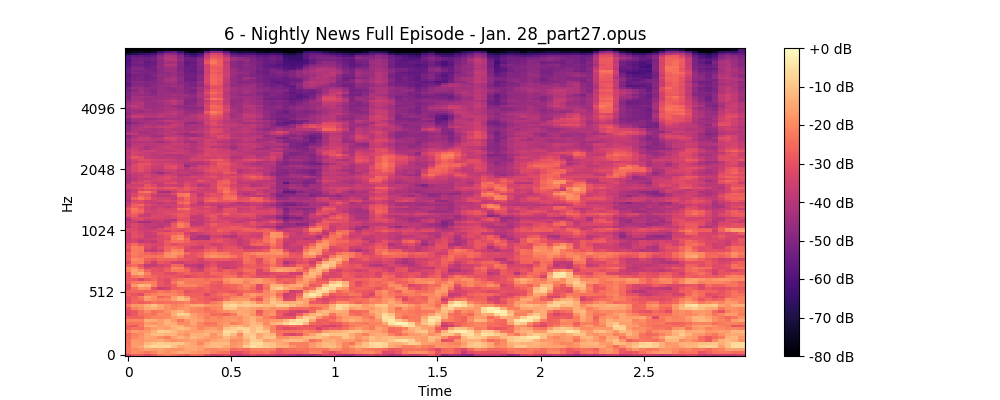 6 - Nightly News Full Episode - Jan. 28_part27.opus
Hz
4096
2048
1024
512
0
0
0.5
1
1.5
2
2.5
Time
+0 dB
-10 dB
-20 dB
-30 dB
-40 dB
-50 dB
-60 dB
-70 dB
-80 dB